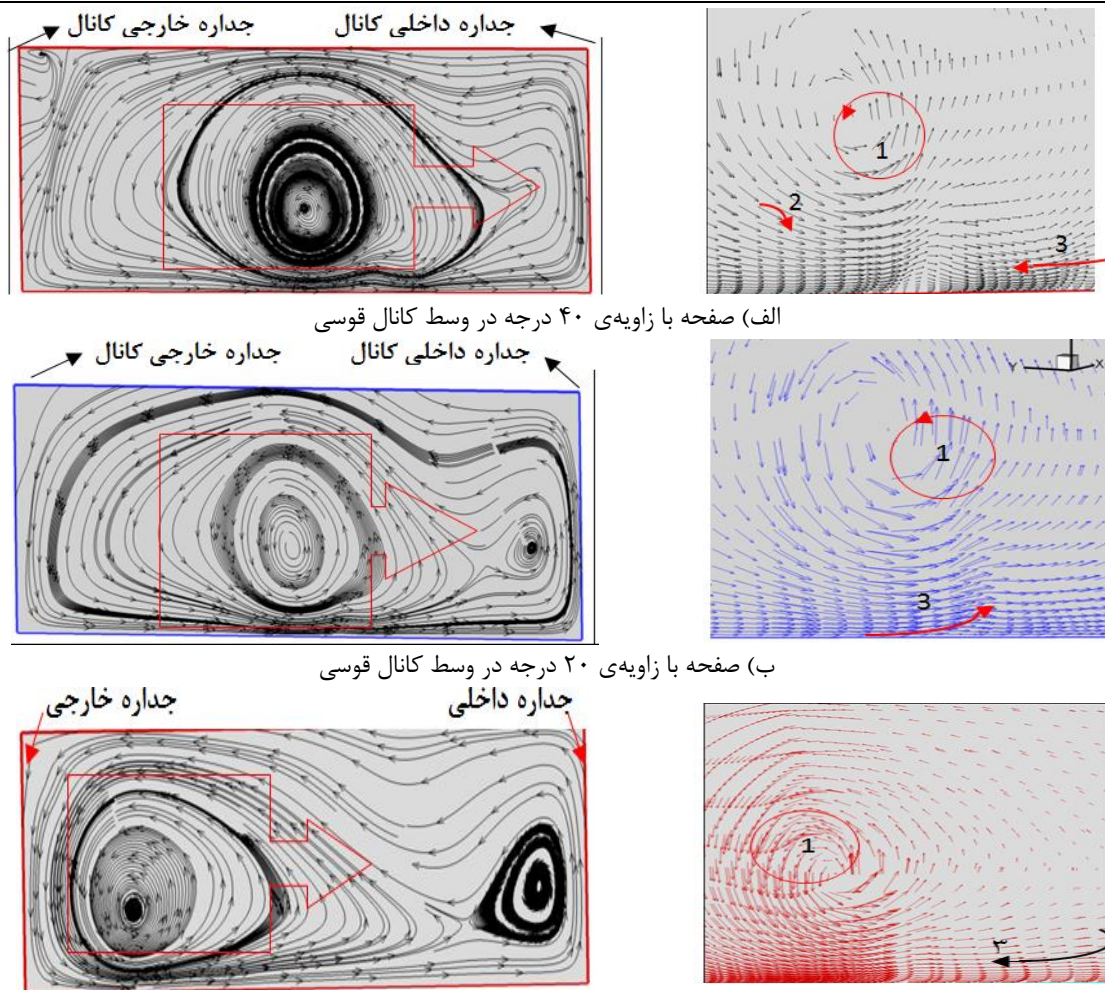 جداره خارجی کانال جداره داخلی کانال
1
2
3
الف) صفحه با زاویه‌ی ۴۰ درجه در وسط کانال قوسی
جداره خارجی کانال جداره داخلی کانال
Y X
1
3
ب) صفحه با زاویه‌ی ۲۰ درجه در وسط کانال قوسی
جداره خارجی جداره داخلی
1
۳